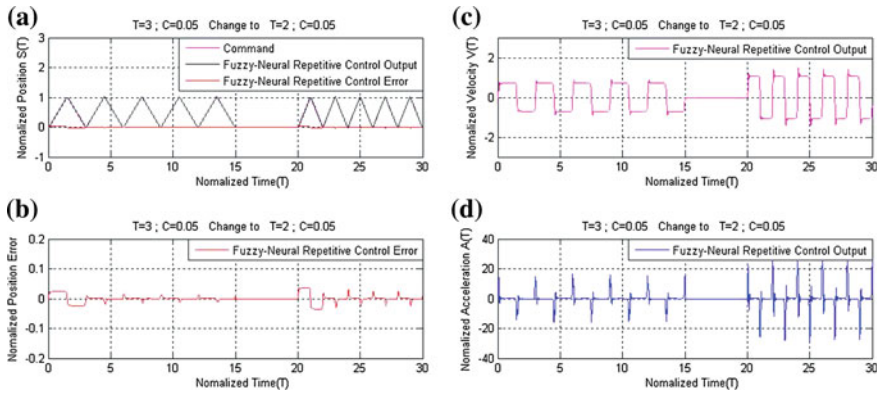 (a)
T=3 ; C=0.05 Change to T=2 ; C=0.05
Normalized Position S(T)
3
2
1
0
-1
Command
Fuzzy-Neural Repetitive Control Output
Fuzzy-Neural Repetitive Control Error
0 5 10 15 20 25 30
Nomalized Time(T)
(b)
T=3 ; C=0.05 Change to T=2 ; C=0.05
Normalized Position Error
0.2
0.1
0
-0.1
-0.2
Fuzzy-Neural Repetitive Control Error
0 5 10 15 20 25 30
Nomalized Time(T)
(c)
T=3 ; C=0.05 Change to T=2 ; C=0.05
Normalized Velocity V(T)
2
0
-2
Fuzzy-Neural Repetitive Control Output
0 5 10 15 20 25 30
Nomalized Time(T)
(d)
T=3 ; C=0.05 Change to T=2 ; C=0.05
Normalized Acceleration A(T)
40
20
0
-20
-40
Fuzzy-Neural Repetitive Control Output
0 5 10 15 20 25 30
Nomalized Time(T)